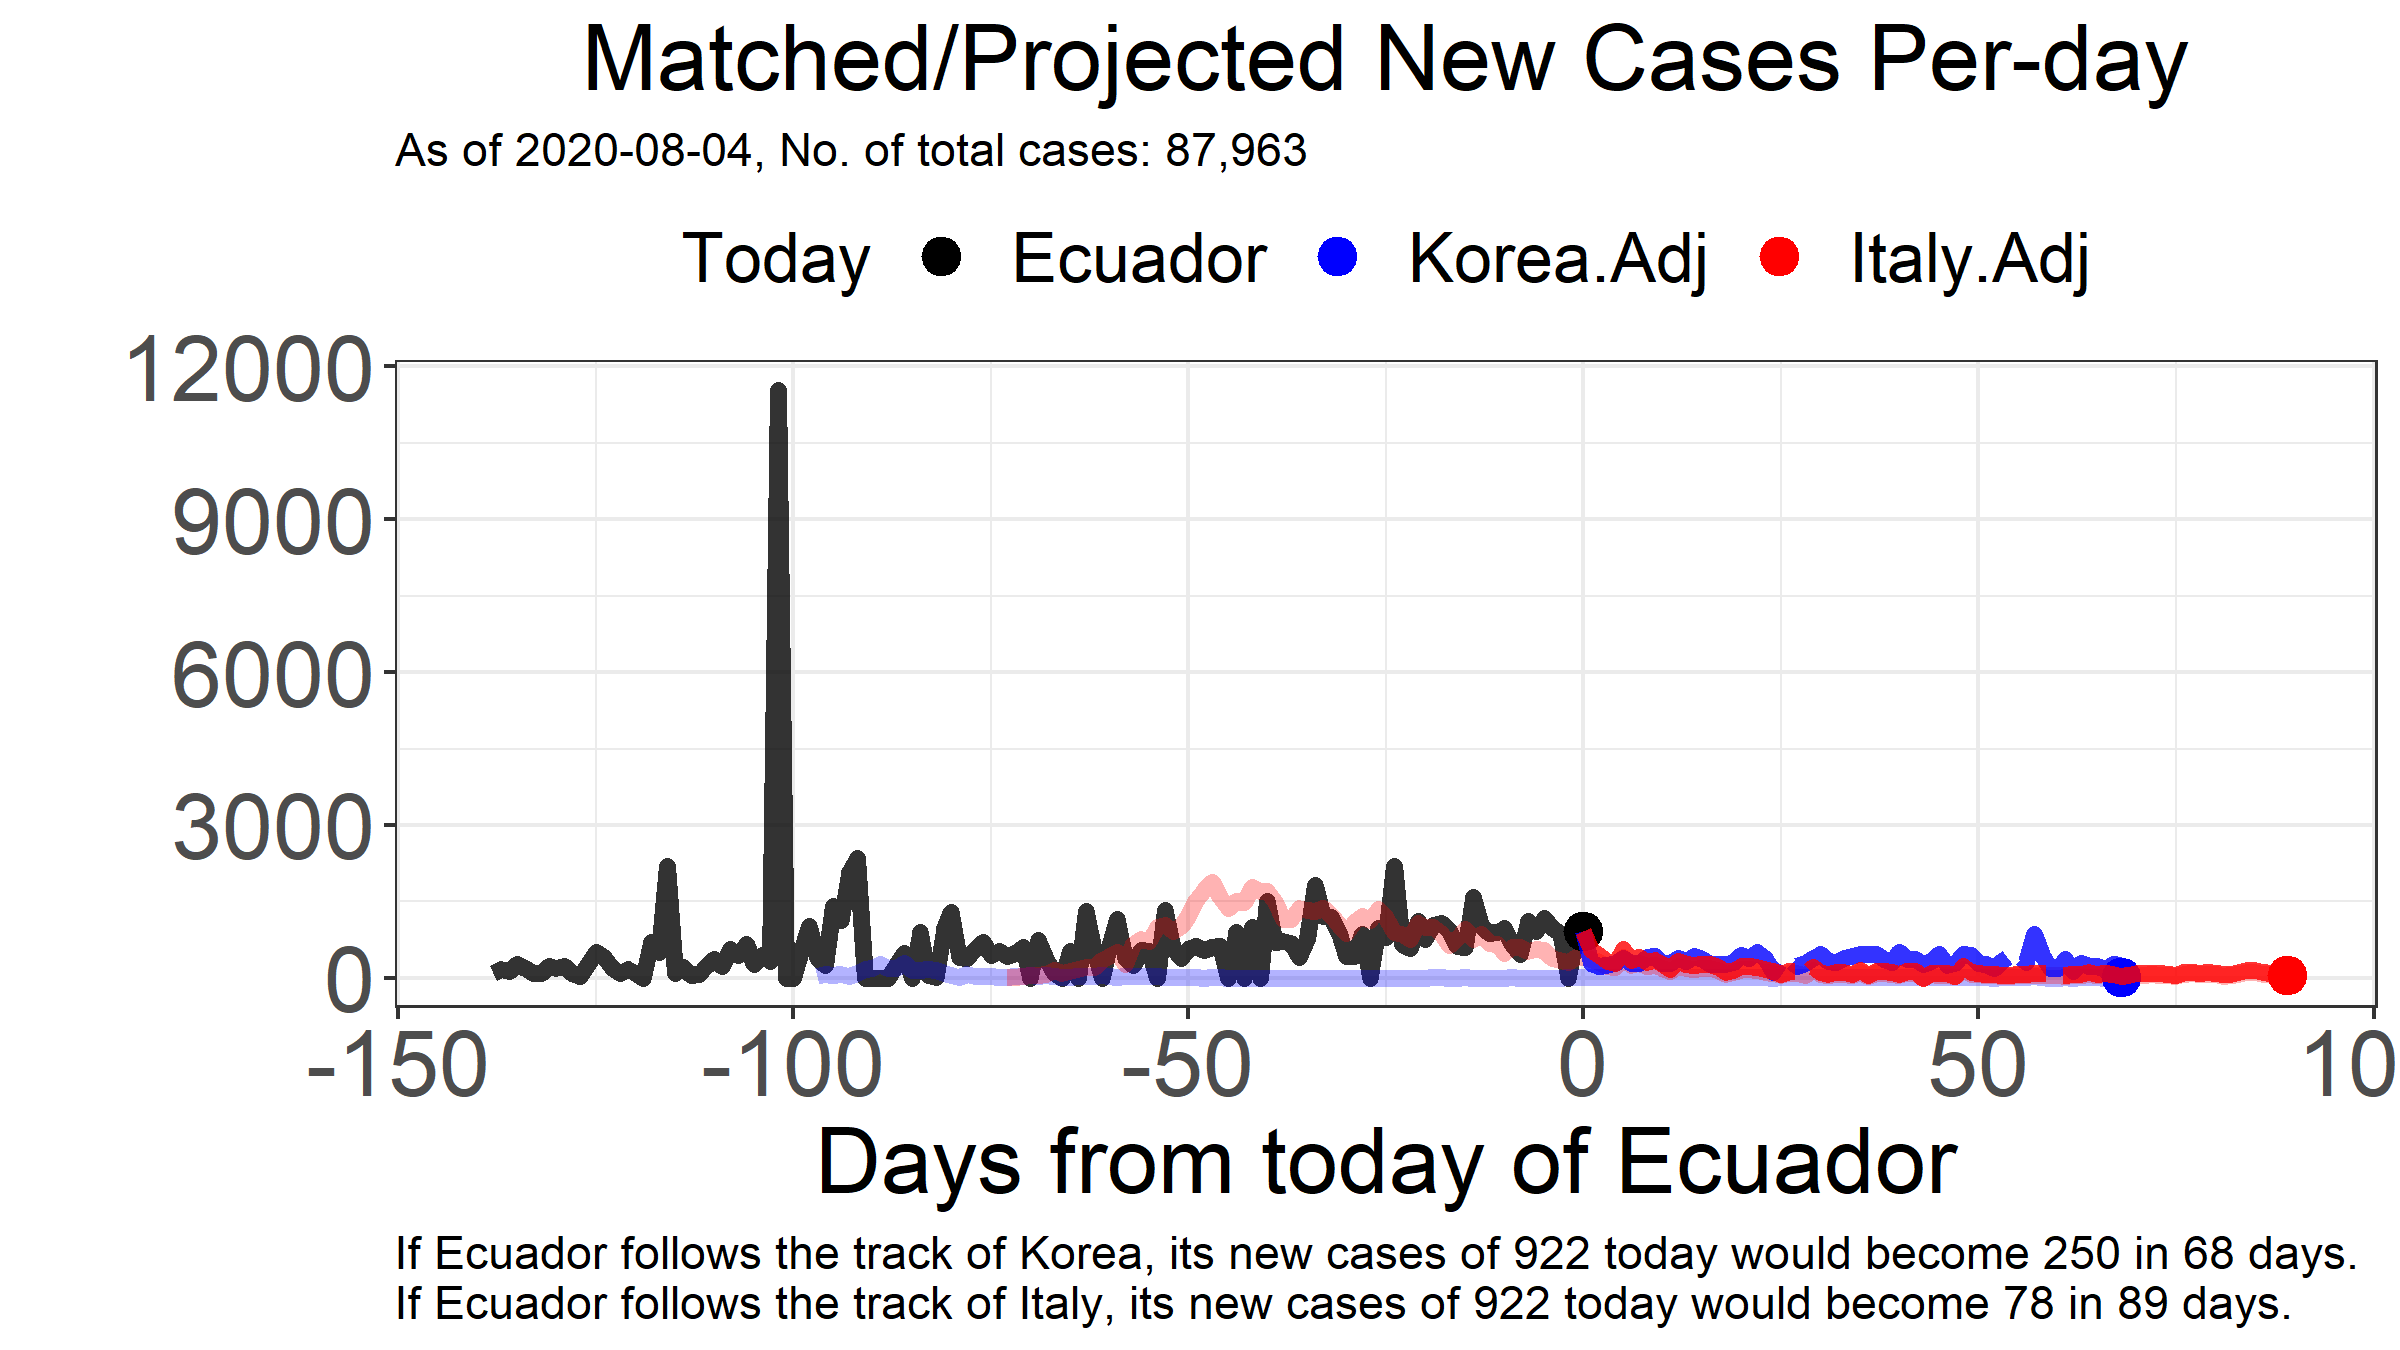 Matched/Projected New Cases Per-day
As of 2020-08-04, No. of total cases: 87,963
Today Ecuador Korea.Adj Italy.Adj
12000
9000
6000
3000
0
-150 -100 -50 0 50 10
Days from today of Ecuador
If Ecuador follows the track of Korea, its new cases of 922 today would become 250 in 68 days.
If Ecuador follows the track of Italy, its new cases of 922 today would become 78 in 89 days.